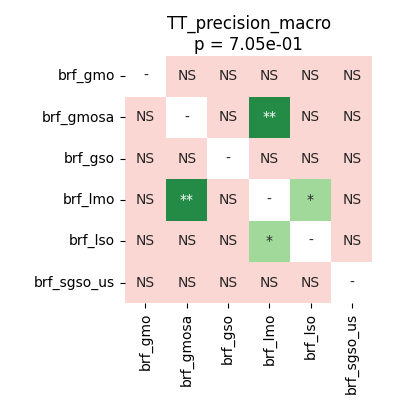 TT_precision_macro
p = 7.05e-01
brf_gmo - NS NS NS NS NS
brf_gmosa NS - NS ** NS NS
brf_gso NS NS - NS NS NS
brf_lmo NS ** NS - * NS
brf_lso NS NS NS * - NS
brf_sgso_us NS NS NS NS NS -
brf_gmo brf_gmosa brf_gso brf_lmo brf_lso brf_sgso_us